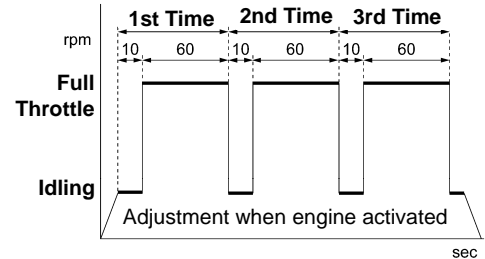 1st Time 2nd Time 3rd Time
rpm
10 60 10 60 10 60
Full
Throttle
Idling
Adjustment when engine activated
sec